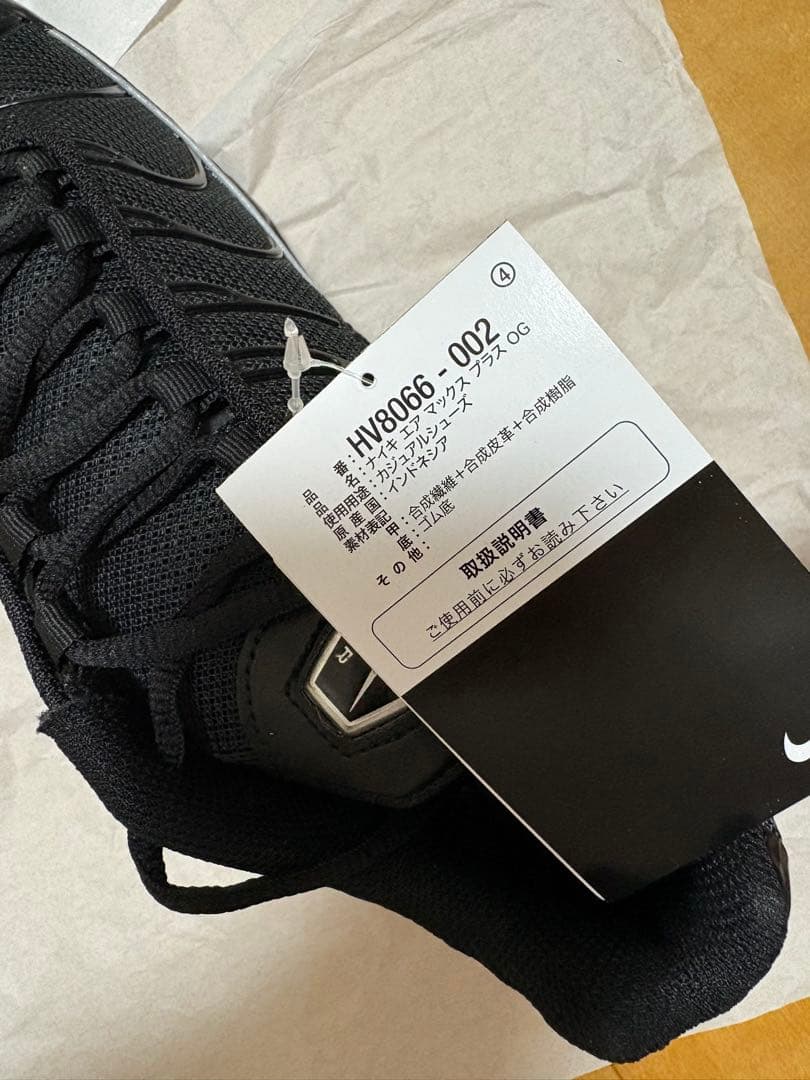 ④
品番：HV8066 - 002
品名：ナイキ エア マックス プラス OG
使用用途：カジュアルシューズ
原産国：インドネシア
素材表記　甲：合成繊維＋合成皮革＋合成樹脂
底：ゴム底
その他：
取扱説明書
ご使用前に必ずお読み下さい